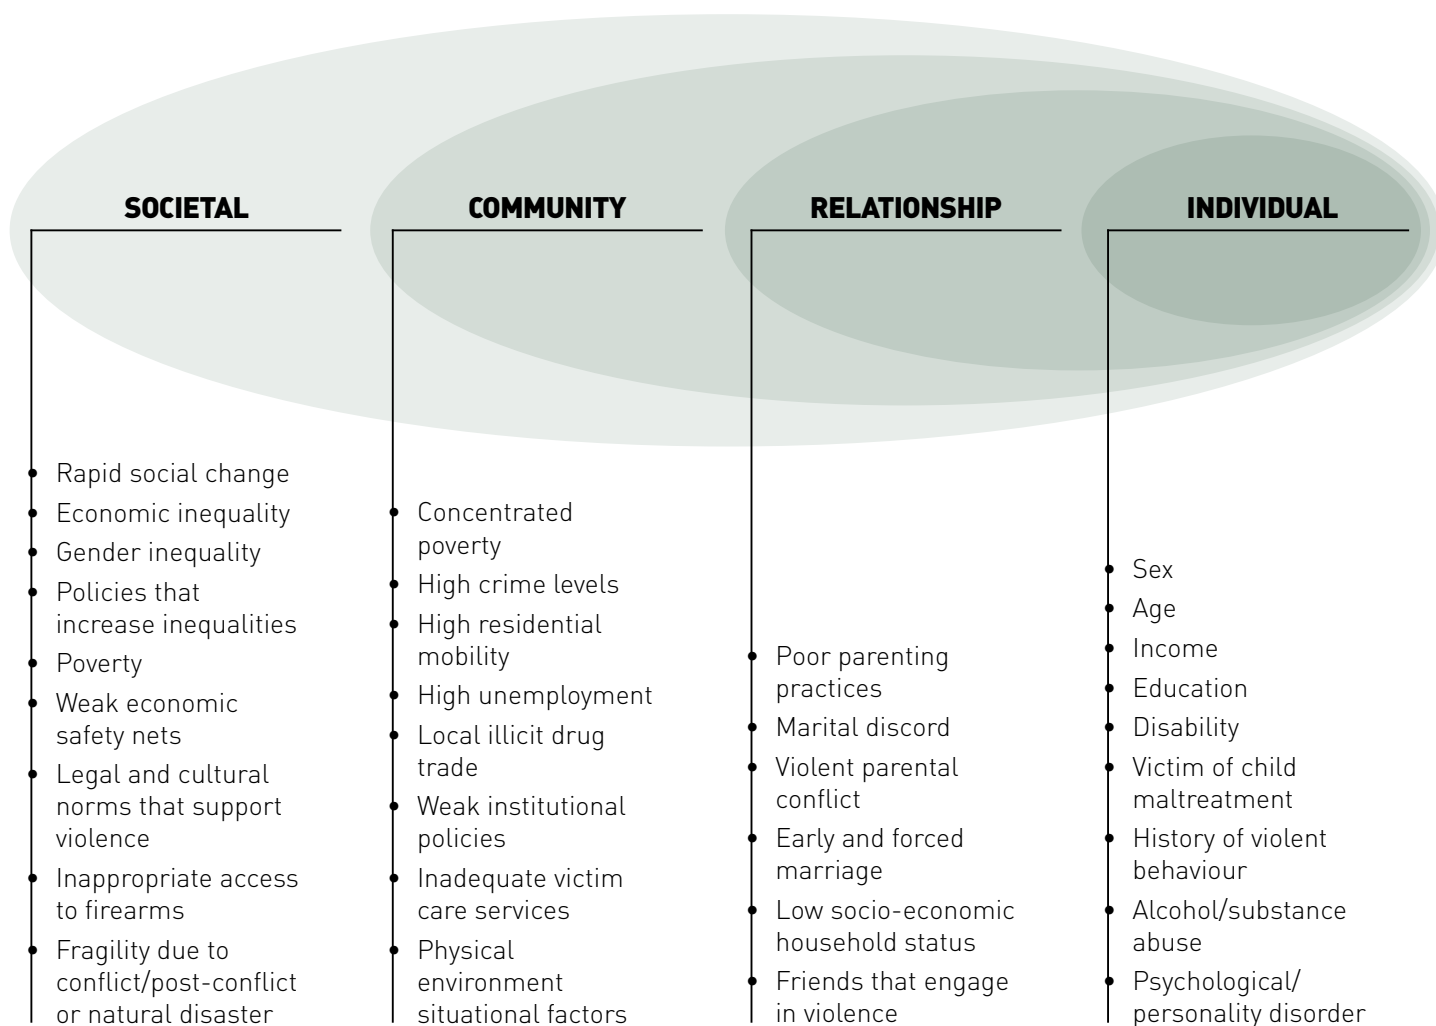 SOCIETAL
Rapid social change
Economic inequality
Gender inequality
Policies that
increase inequalities
Poverty
Weak economic
safety nets
Legal and cultural
norms that support
violence
Inappropriate access
to firearms
Fragility due to
conflict/post-conflict
or natural disaster
COMMUNITY
Concentrated
poverty
High crime levels
High residential
mobility
High unemployment
Local illicit drug
trade
Weak institutional
policies
Inadequate victim
care services
Physical
environment
situational factors
RELATIONSHIP
Poor parenting
practices
Marital discord
Violent parental
conflict
Early and forced
marriage
Low socio-economic
household status
Friends that engage
in violence
INDIVIDUAL
Sex
Age
Income
Education
Disability
Victim of child
maltreatment
History of violent
behaviour
Alcohol/substance
abuse
Psychological/
personality disorder